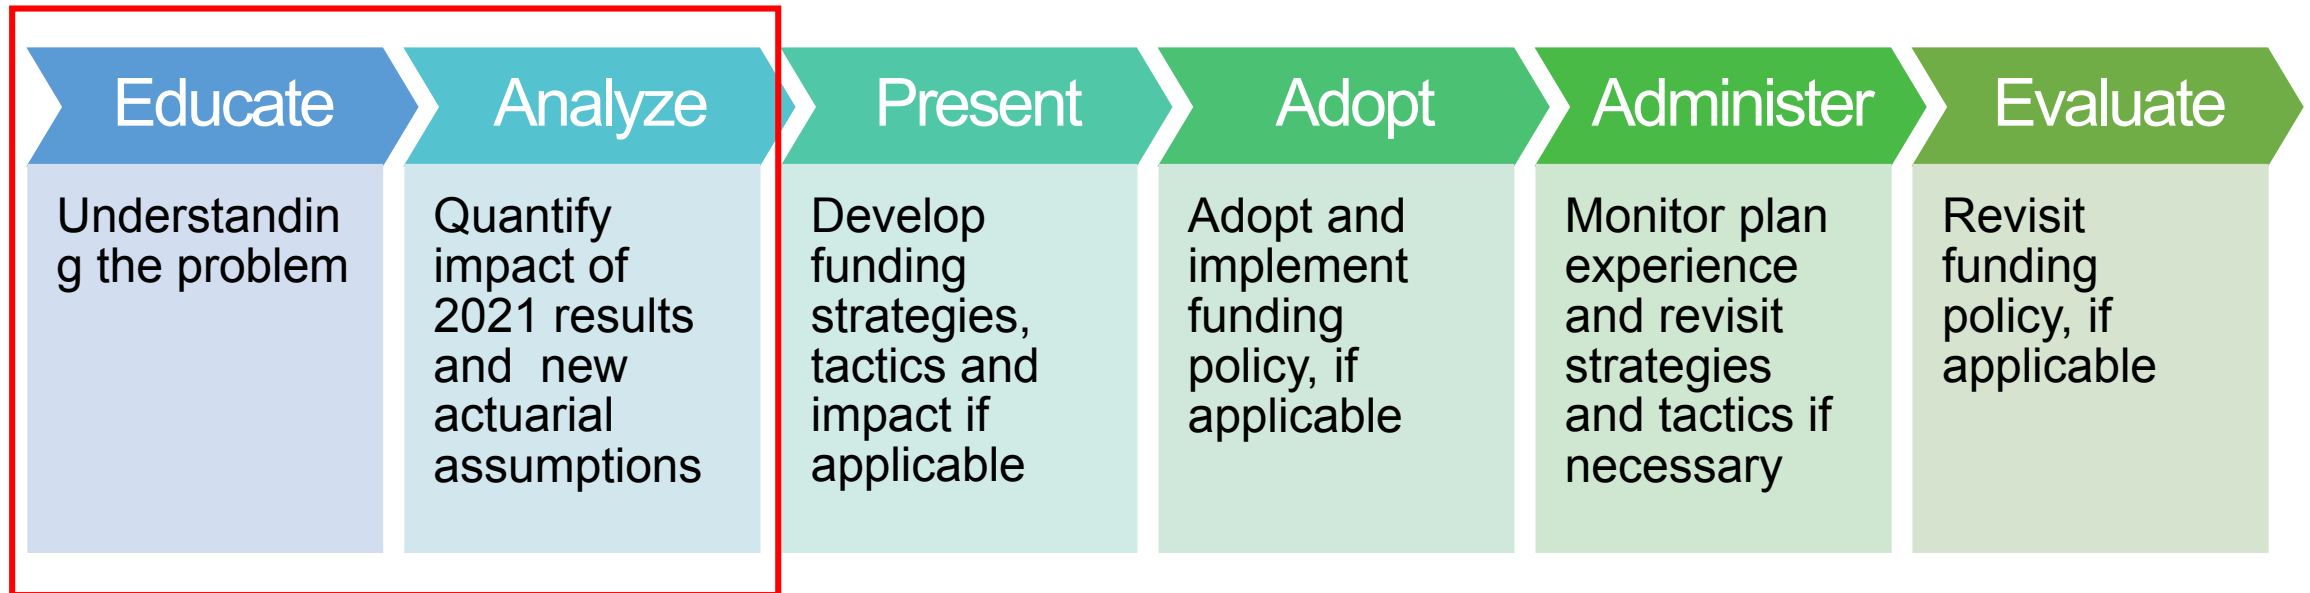 Educate
Understandin
g the problem
Analyze
Quantify
impact of
2021 results
and  new
actuarial
assumptions
Present
Develop
funding
strategies,
tactics and
impact if
applicable
Adopt
Adopt and
implement
funding
policy, if
applicable
Administer
Monitor plan
experience
and revisit
strategies
and tactics if
necessary
Evaluate
Revisit
funding
policy, if
applicable